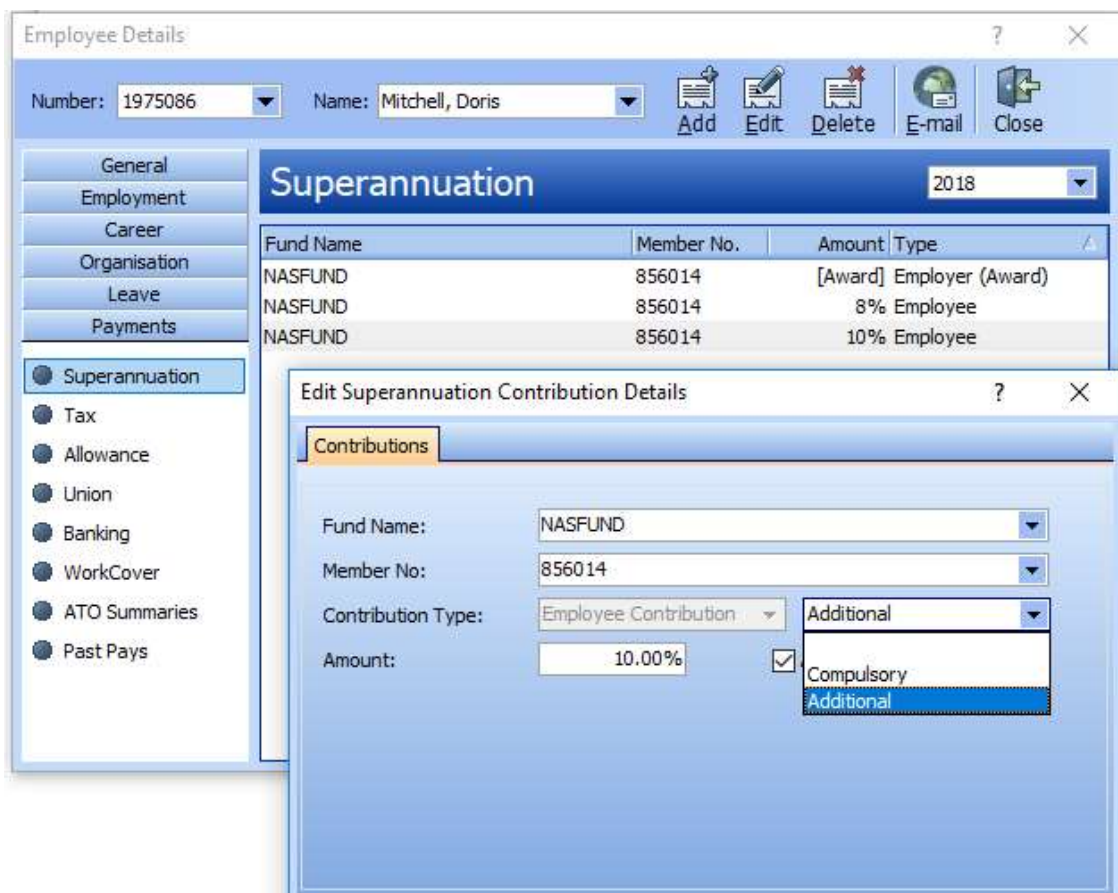 Employee Details ?
Number: 1975086 Name: Mitchell, Doris Add Edit Delete E-mail Close
General
Employment
Career
Organisation
Leave
Payments
Superannuation
Tax
Allowance
Union
Banking
WorkCover
ATO Summaries
Past Pays
Superannuation 2018
Fund Name Member No. Amount Type
NASFUND 856014 [Award] Employer (Award)
NASFUND 856014 8% Employee
NASFUND 856014 10% Employee
Edit Superannuation Contribution Details ?
Contributions
Fund Name: NASFUND
Member No: 856014
Contribution Type: Employee Contribution Additional
Amount: 10.00%
Compulsory
Additional